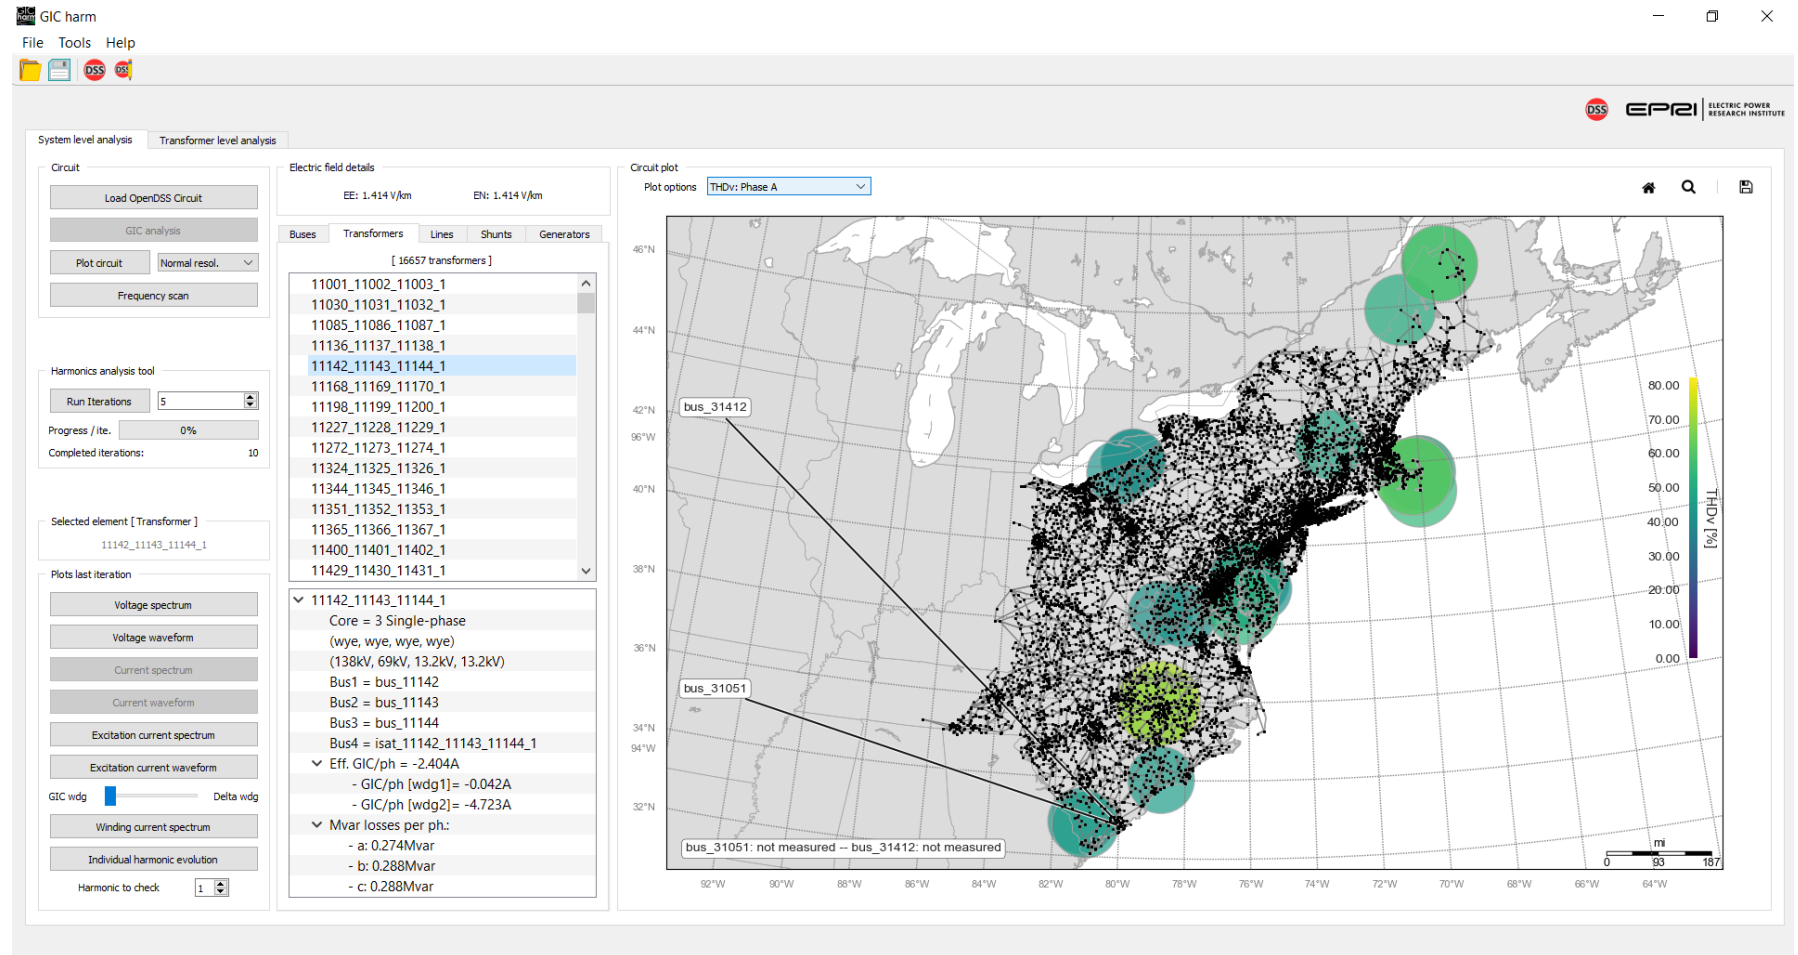 GIC harm
File Tools Help
DSS DSS
DSS EPRI ELECTRIC POWER RESEARCH INSTITUTE
System level analysis Transformer level analysis
Circuit
Load OpenDSS Circuit
GIC analysis
Plot circuit Normal resol.
Frequency scan
Harmonics analysis tool
Run Iterations 5
Progress / ite. 0%
Completed iterations: 10
Selected element [ Transformer ]
11142_11143_11144_1
Plots last iteration
Voltage spectrum
Voltage waveform
Current spectrum
Current waveform
Excitation current spectrum
Excitation current waveform
GIC wdg Delta wdg
Winding current spectrum
Individual harmonic evolution
Harmonic to check 1
Electric field details
EE: 1.414 V/km EN: 1.414 V/km
Buses Transformers Lines Shunts Generators
[ 16657 transformers ]
11001_11002_11003_1
11030_11031_11032_1
11085_11086_11087_1
11136_11137_11138_1
11142_11143_11144_1
11168_11169_11170_1
11198_11199_11200_1
11227_11228_11229_1
11272_11273_11274_1
11324_11325_11326_1
11344_11345_11346_1
11351_11352_11353_1
11365_11366_11367_1
11400_11401_11402_1
11429_11430_11431_1
11142_11143_11144_1
Core = 3 Single-phase
(wye, wye, wye, wye)
(138kV, 69kV, 13.2kV, 13.2kV)
Bus1 = bus_11142
Bus2 = bus_11143
Bus3 = bus_11144
Bus4 = isat_11142_11143_11144_1
Eff. GIC/ph = -2.404A
- GIC/ph [wdg1]= -0.042A
- GIC/ph [wdg2]= -4.723A
Mvar losses per ph.:
- a: 0.274Mvar
- b: 0.288Mvar
- c: 0.288Mvar
Circuit plot
Plot options THDv: Phase A
46°N
44°N
42°N
96°W
40°N
38°N
36°N
34°N
94°W
32°N
bus_31412
bus_31051
bus_31051: not measured -- bus_31412: not measured
80.00
70.00
60.00
50.00
40.00
30.00
20.00
10.00
0.00
THDv [%]
mi
0 93 187
92°W 90°W 88°W 86°W 84°W 82°W 80°W 78°W 76°W 74°W 72°W 70°W 68°W 66°W 64°W